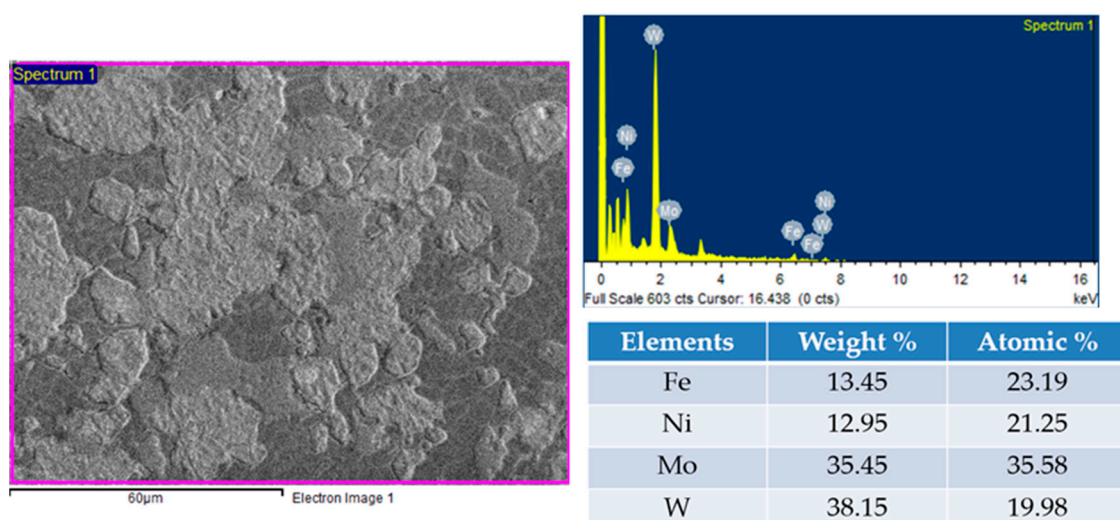 Spectrum 1
60µm
Electron Image 1
Spectrum 1
W
Ni
Fe
Mo
Fe
Ni
W
Fe
0 2 4 6 8 10 12 14 16
Full Scale 603 cts Cursor: 16.438 (0 cts)
keV
Elements Weight % Atomic %
Fe 13.45 23.19
Ni 12.95 21.25
Mo 35.45 35.58
W 38.15 19.98